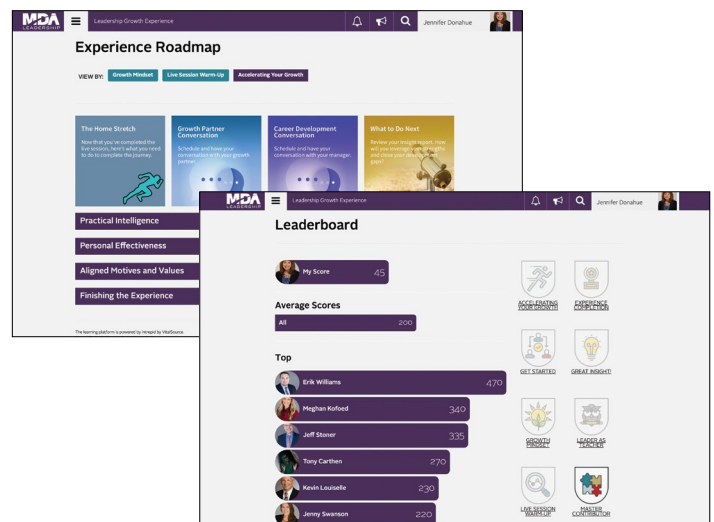 MDA
LEADERSHIP
Leadership Growth Experience
Jennifer Donahue
Experience Roadmap
VIEW BY:
Growth Mindset
Live Session Warm-Up
Accelerating Your Growth
The Home Stretch
Now that you've completed the
live session, here's what you need
to do to complete the journey.
Growth Partner
Conversation
Schedule and have your
conversation with your growth
partner.
Career Development
Conversation
Schedule and have your
conversation with your manager.
What to Do Next
Review your insight report. How
will you leverage your strengths
and close your development
gaps?
Practical Intelligence
Personal Effectiveness
Aligned Motives and Values
Finishing the Experience
The learning platform is powered by Intrepid by VitalSource.
MDA
LEADERSHIP
Leadership Growth Experience
Jennifer Donahue
Leaderboard
My Score 45
Average Scores
All 200
Top
Erik Williams 470
Meghan Kofoed 340
Jeff Stoner 335
Tony Carthen 270
Kevin Louiselle 230
Jenny Swanson 220
ACCELERATING
YOUR GROWTH
EXPERIENCE
COMPLETION
GET STARTED
GREAT INSIGHT!
GROWTH
MINDSET
LEADER AS
TEACHER
LIVE SESSION
WARM-UP
MASTER
CONTRIBUTOR